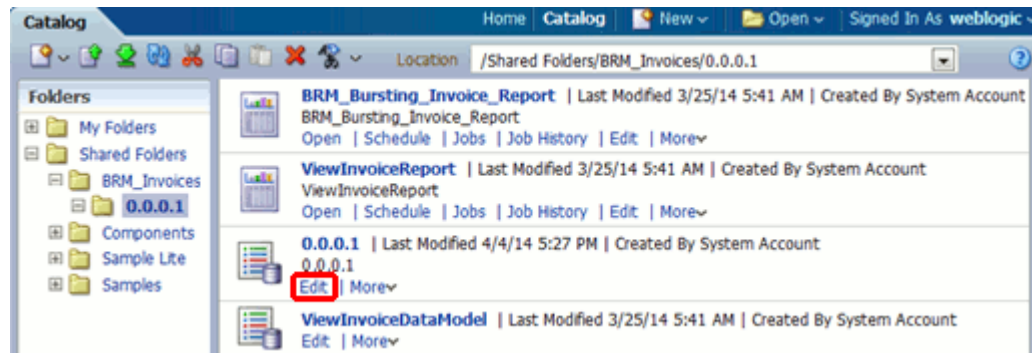 Catalog
Home Catalog New Open Signed In As weblogic
Location /Shared Folders/BRM_Invoices/0.0.0.1
Folders
My Folders
Shared Folders
BRM_Invoices
0.0.0.1
Components
Sample Lite
Samples
BRM_Bursting_Invoice_Report | Last Modified 3/25/14 5:41 AM | Created By System Account
BRM_Bursting_Invoice_Report
Open | Schedule | Jobs | Job History | Edit | More
ViewInvoiceReport | Last Modified 3/25/14 5:41 AM | Created By System Account
ViewInvoiceReport
Open | Schedule | Jobs | Job History | Edit | More
0.0.0.1 | Last Modified 4/4/14 5:27 PM | Created By System Account
0.0.0.1
Edit | More
ViewInvoiceDataModel | Last Modified 3/25/14 5:41 AM | Created By System Account
Edit | More